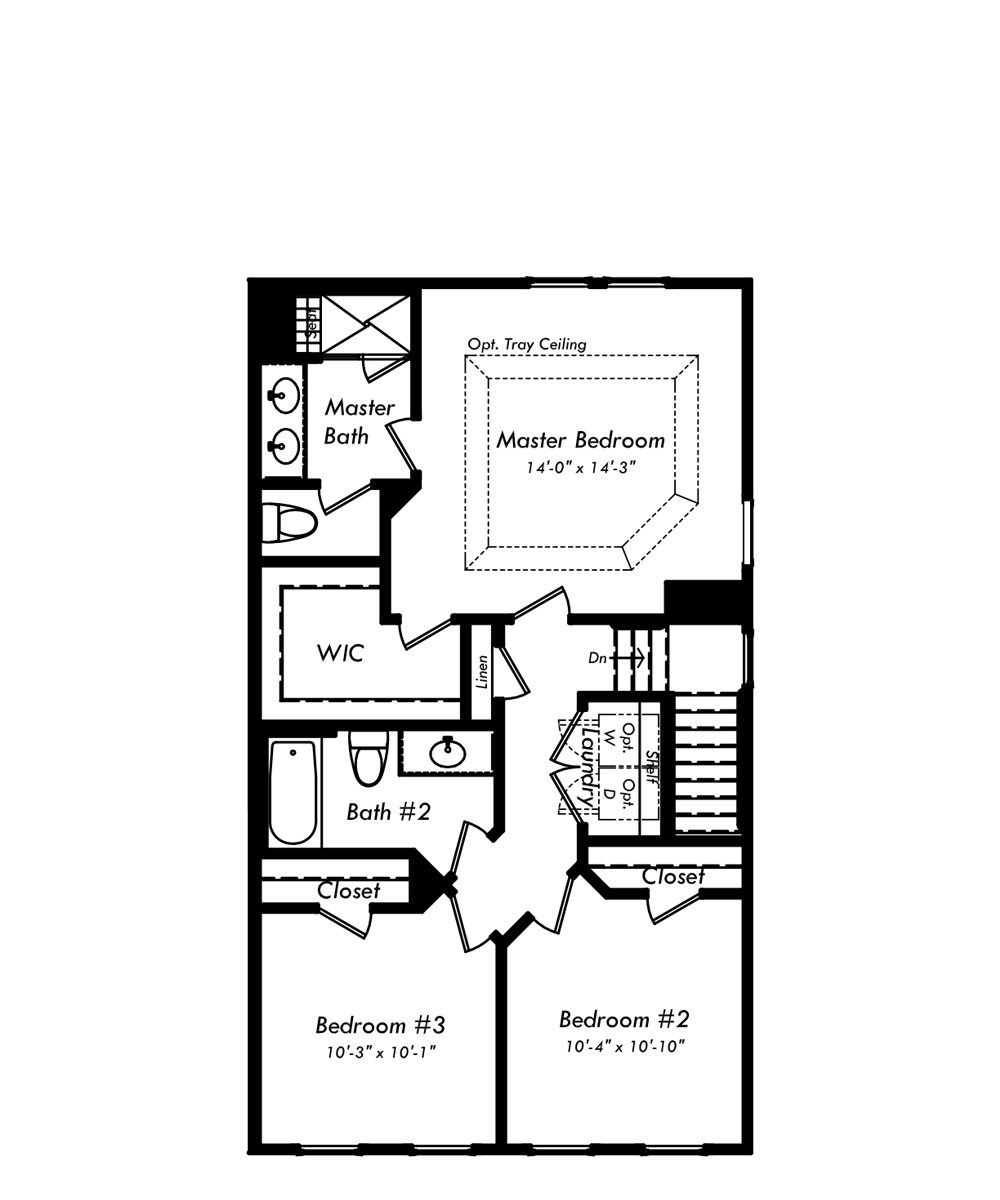 Seat
Opt. Tray Ceiling
Master
Bath
Master Bedroom
14'-0" x 14'-3"
WIC
Linen
Dn
Laundry
Opt.
W
Opt.
D
Shelf
Bath #2
Closet
Closet
Bedroom #3
10'-3" x 10'-1"
Bedroom #2
10'-4" x 10'-10"